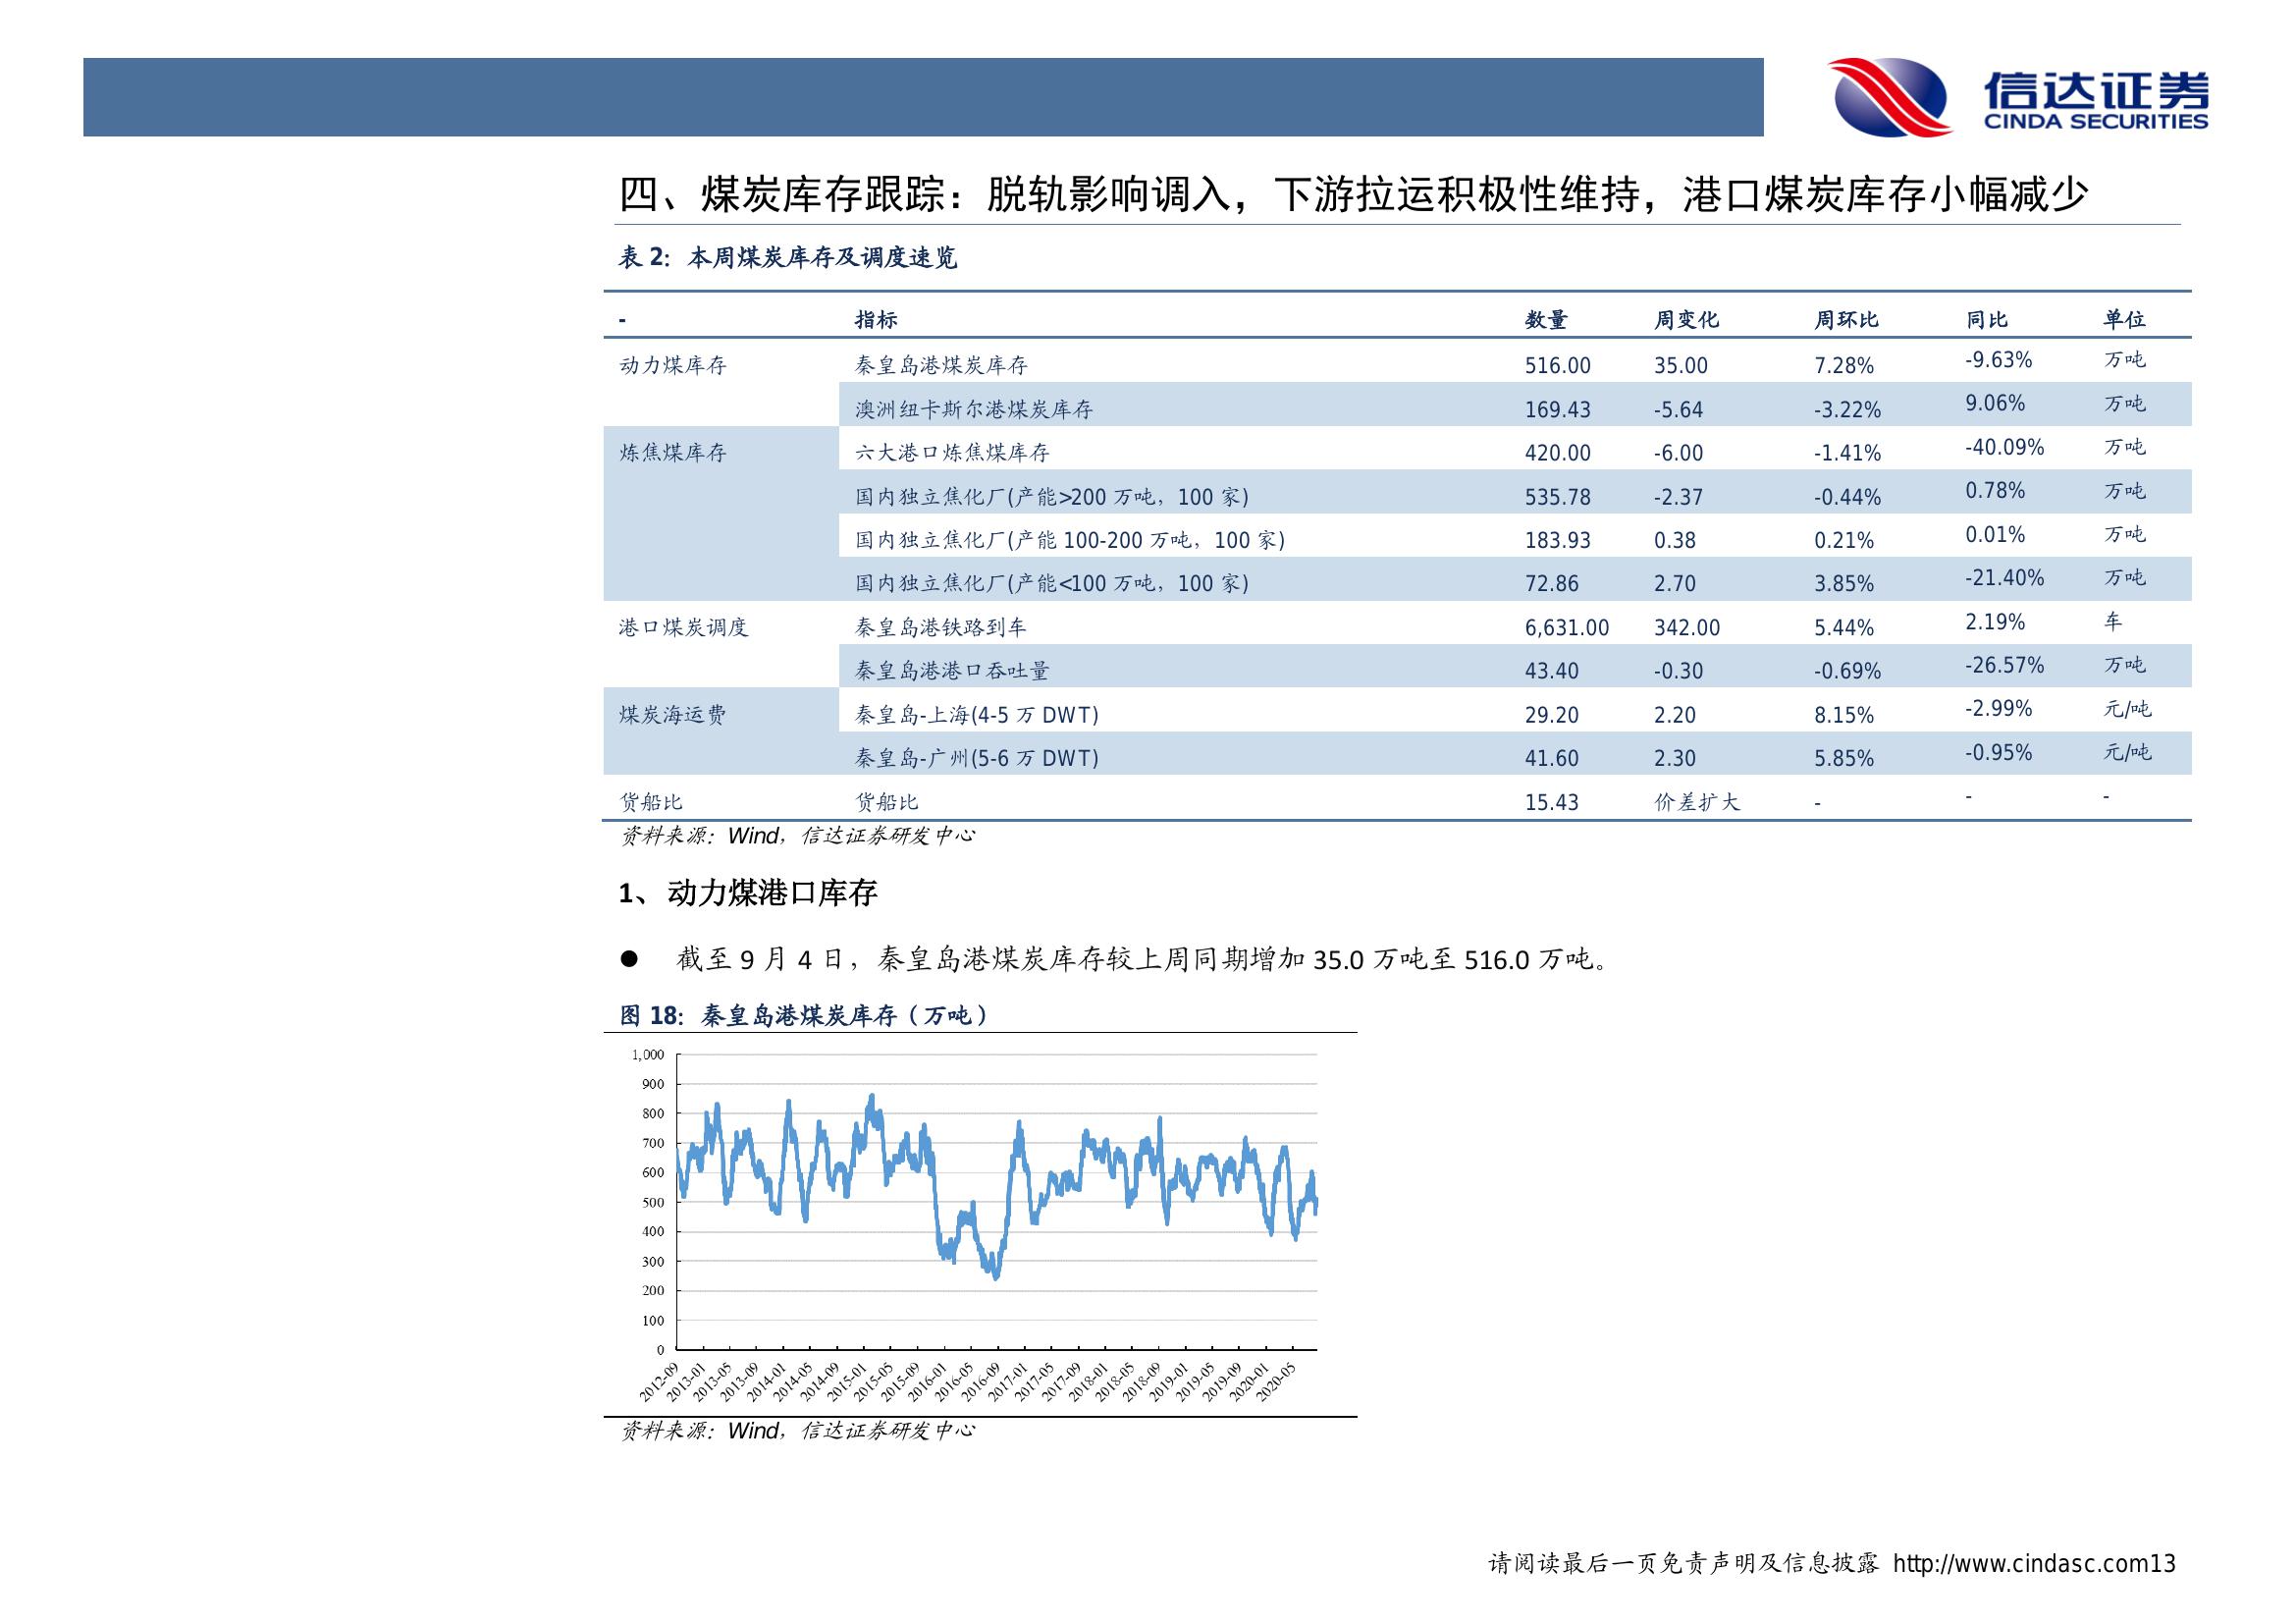 信达证券
CINDA SECURITIES
四、煤炭库存跟踪：脱轨影响调入，下游拉运积极性维持，港口煤炭库存小幅减少
表 2：本周煤炭库存及调度速览
- 指标 数量 周变化 周环比 同比 单位
动力煤库存 秦皇岛港煤炭库存 516.00 35.00 7.28% -9.63% 万吨
澳洲纽卡斯尔港煤炭库存 169.43 -5.64 -3.22% 9.06% 万吨
炼焦煤库存 六大港口炼焦煤库存 420.00 -6.00 -1.41% -40.09% 万吨
国内独立焦化厂(产能>200 万吨，100 家) 535.78 -2.37 -0.44% 0.78% 万吨
国内独立焦化厂(产能 100-200 万吨，100 家) 183.93 0.38 0.21% 0.01% 万吨
国内独立焦化厂(产能<100 万吨，100 家) 72.86 2.70 3.85% -21.40% 万吨
港口煤炭调度 秦皇岛港铁路到车 6,631.00 342.00 5.44% 2.19% 车
秦皇岛港港口吞吐量 43.40 -0.30 -0.69% -26.57% 万吨
煤炭海运费 秦皇岛-上海(4-5 万 DWT) 29.20 2.20 8.15% -2.99% 元/吨
秦皇岛-广州(5-6 万 DWT) 41.60 2.30 5.85% -0.95% 元/吨
货船比 货船比 15.43 价差扩大 - - -
资料来源：Wind，信达证券研发中心
1、动力煤港口库存
● 截至 9 月 4 日，秦皇岛港煤炭库存较上周同期增加 35.0 万吨至 516.0 万吨。
图 18：秦皇岛港煤炭库存（万吨）
1,000
900
800
700
600
500
400
300
200
100
0
2012-09 2013-01 2013-05 2013-09 2014-01 2014-05 2014-09 2015-01 2015-05 2015-09 2016-01 2016-05 2016-09 2017-01 2017-05 2017-09 2018-01 2018-05 2018-09 2019-01 2019-05 2019-09 2020-01 2020-05
资料来源：Wind，信达证券研发中心
请阅读最后一页免责声明及信息披露 http://www.cindasc.com13